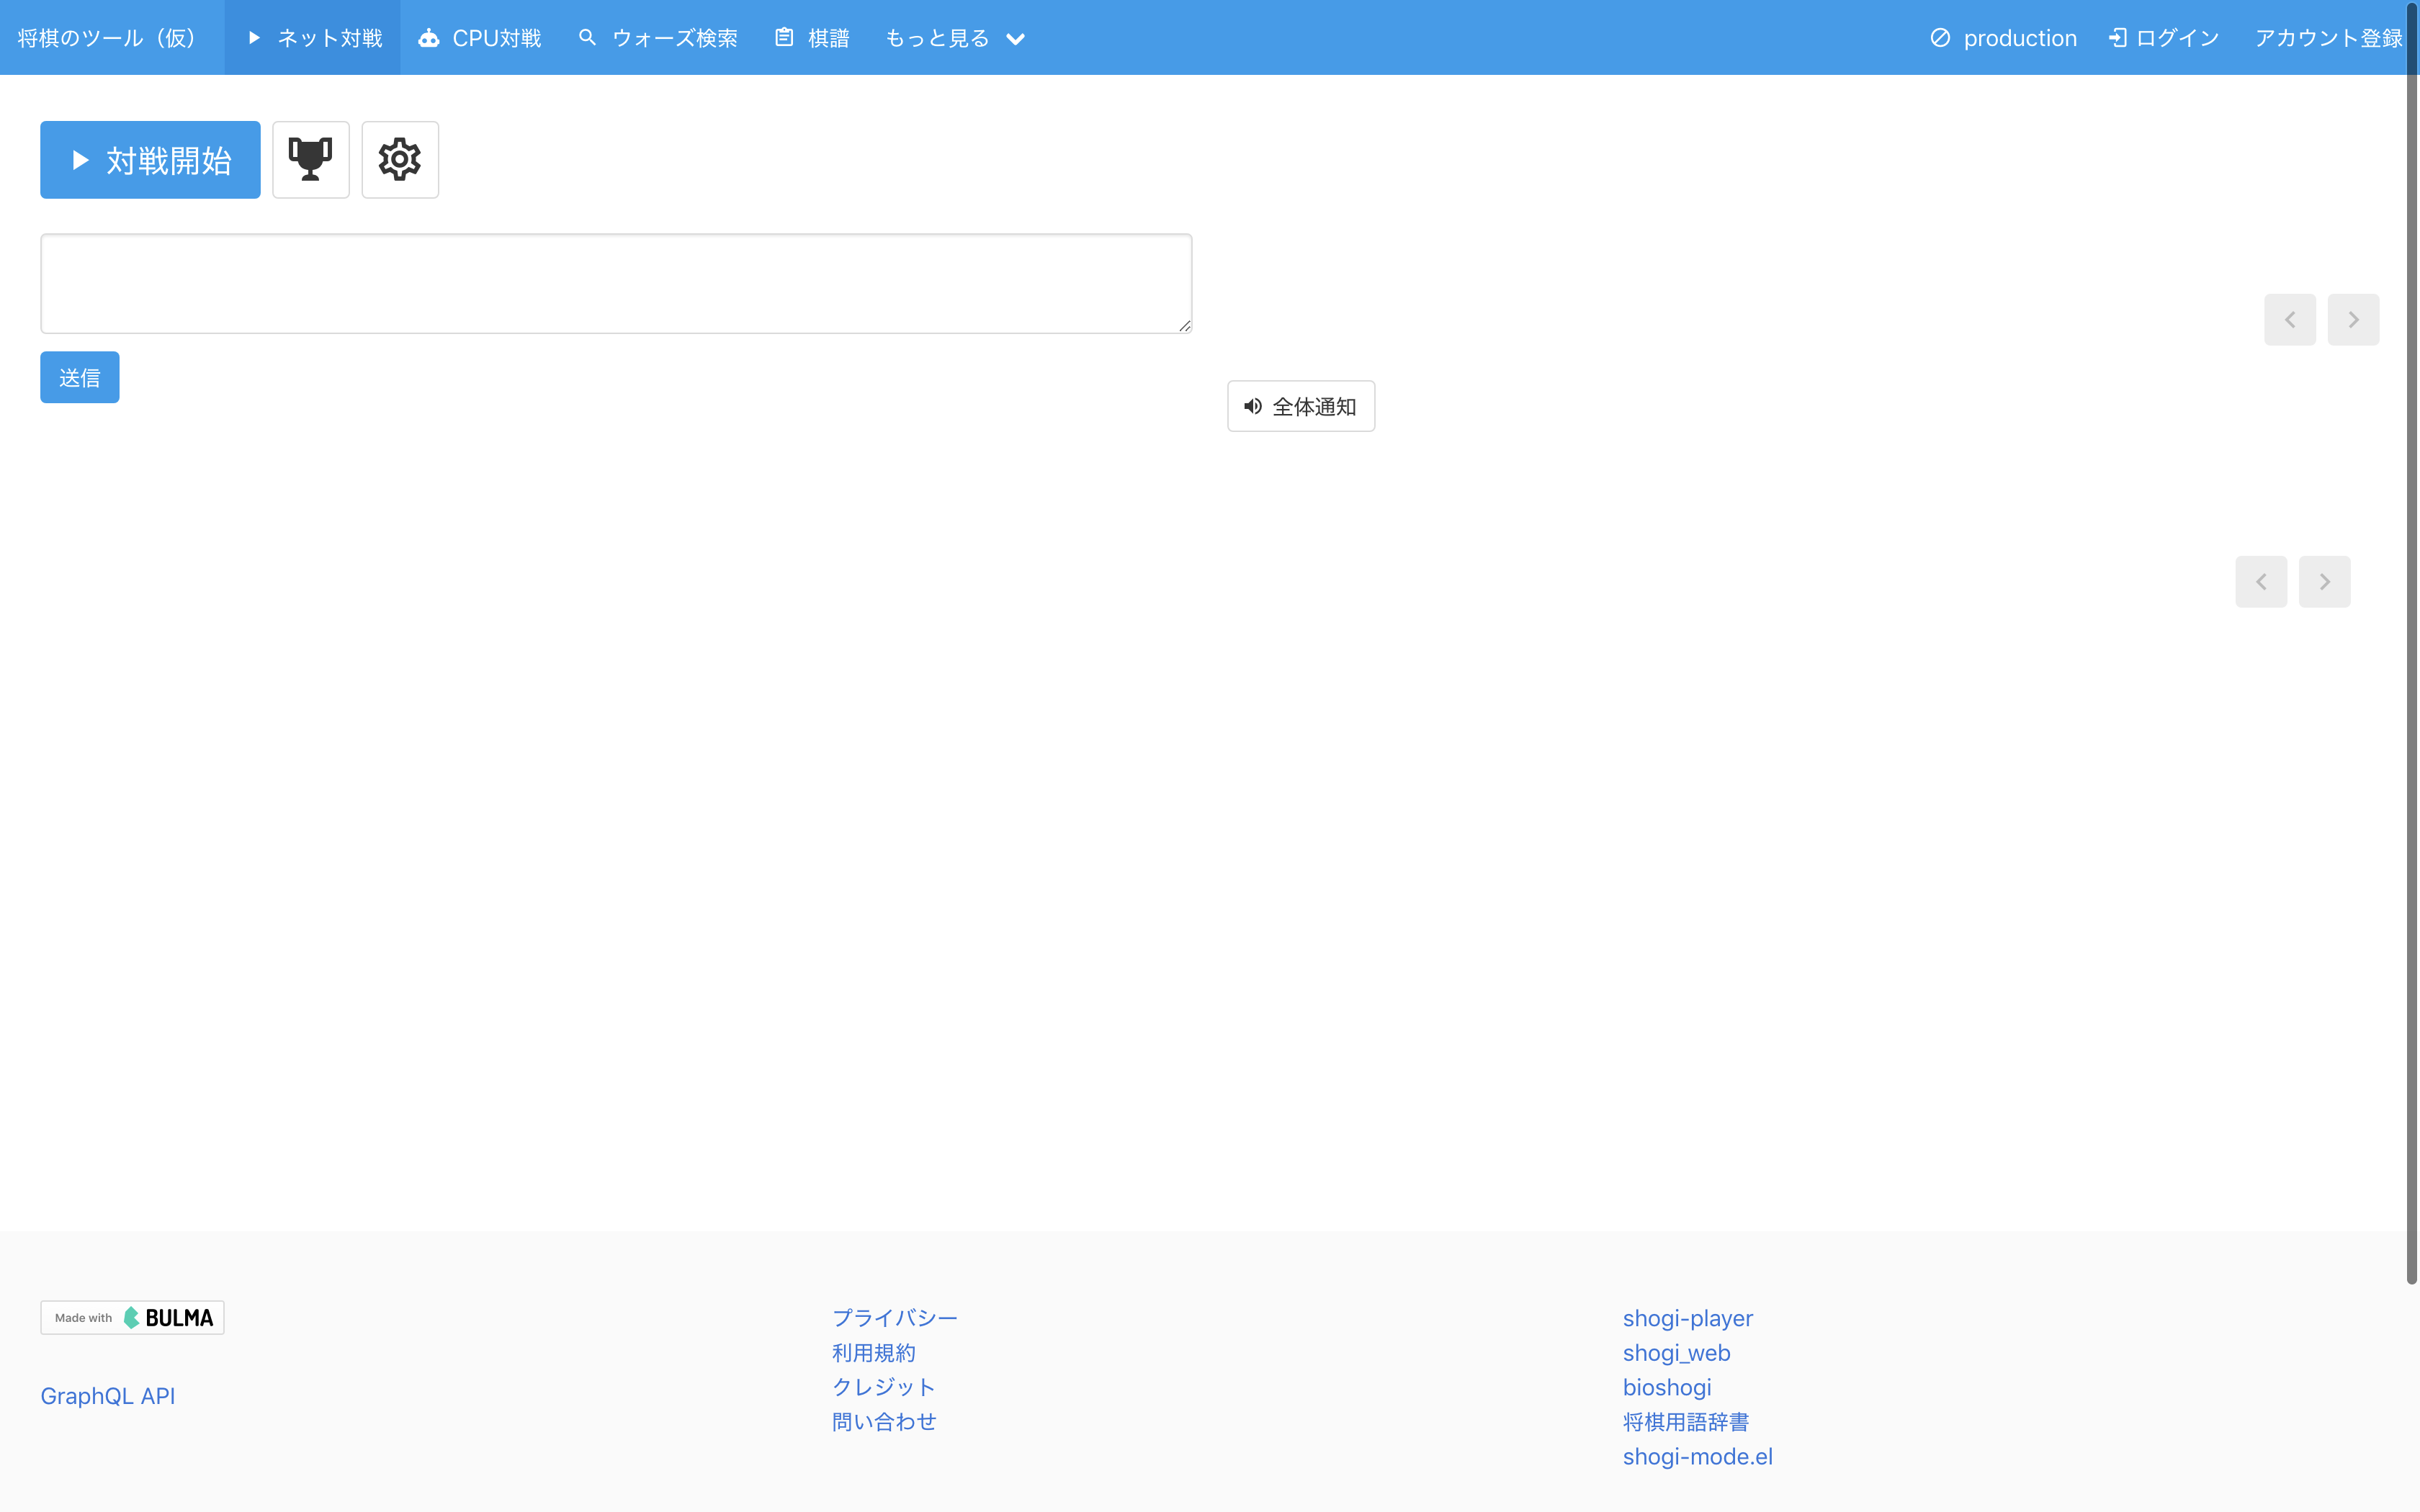 将棋のツール（仮） ネット対戦 CPU対戦 ウォーズ検索 棋譜 もっと見る production ログイン アカウント登録
対戦開始
送信
全体通知
Made with BULMA
GraphQL API
プライバシー
利用規約
クレジット
問い合わせ
shogi-player
shogi_web
bioshogi
将棋用語辞書
shogi-mode.el